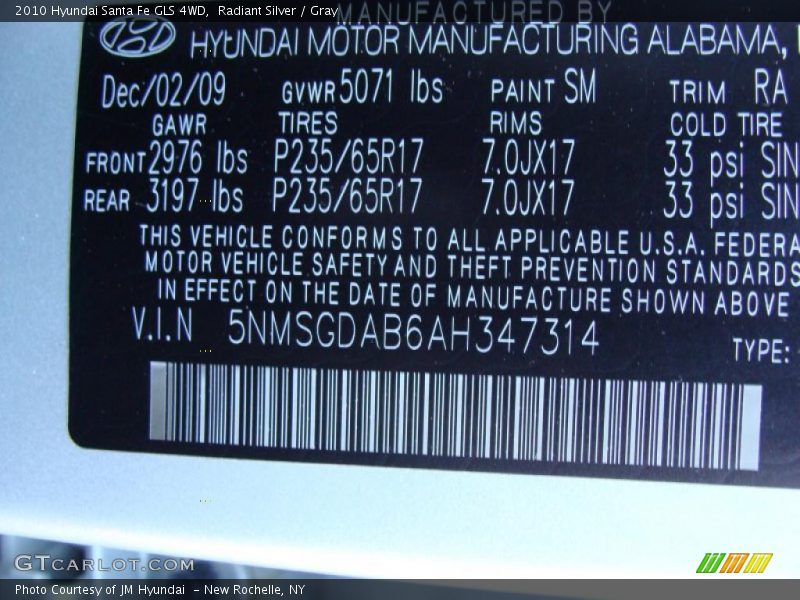 2010 Hyundai Santa Fe GLS 4WD,  Radiant Silver / Gray
MANUFACTURED BY
HYUNDAI MOTOR MANUFACTURING ALABAMA,
Dec/02/09 GVWR 5071 lbs PAINT SM TRIM RA
GAWR TIRES RIMS COLD TIRE
FRONT 2976 lbs P235/65R17 7.0JX17 33 psi SIN
REAR 3197 lbs P235/65R17 7.0JX17 33 psi SIN
THIS VEHICLE CONFORMS TO ALL APPLICABLE U.S.A. FEDERA
MOTOR VEHICLE SAFETY AND THEFT PREVENTION STANDARDS
IN EFFECT ON THE DATE OF MANUFACTURE SHOWN ABOVE
V.I.N 5NMSGDAB6AH347314
TYPE:
GTCARLOT.COM
Photo Courtesy of JM Hyundai  - New Rochelle, NY